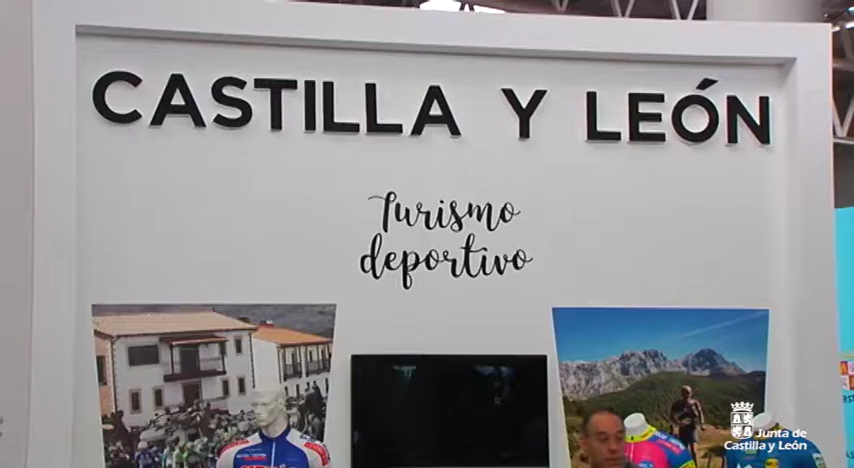 CASTILLA Y LEÓN
Turismo
deportivo
Junta de
Castilla y León